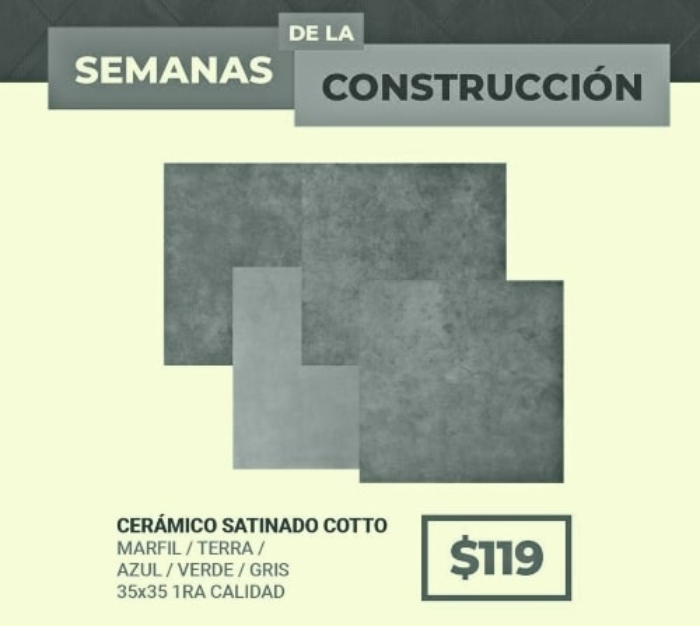 SEMANAS
DE LA
CONSTRUCCIÓN
CERÁMICO SATINADO COTTO
MARFIL / TERRA /
AZUL / VERDE / GRIS
35x35 1RA CALIDAD
$119